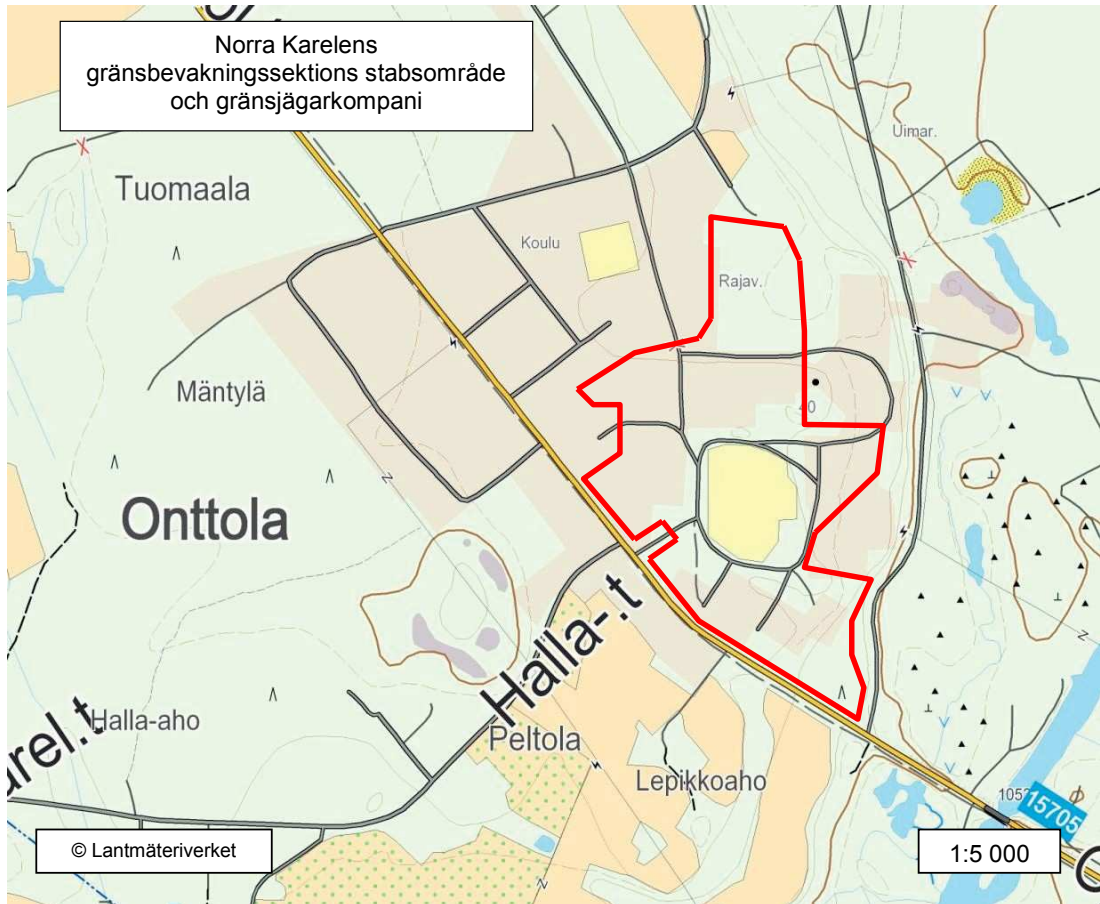 Norra Karelens
gränsbevakningssektions stabsområde
och gränsjägarkompani
Uimar.
Tuomaala
Koulu
Rajav.
Mäntylä
40
Onttola
Halla-.t
Halla-aho
arel.t
Peltola
Lepikkoaho
15705
© Lantmäteriverket
1:5 000